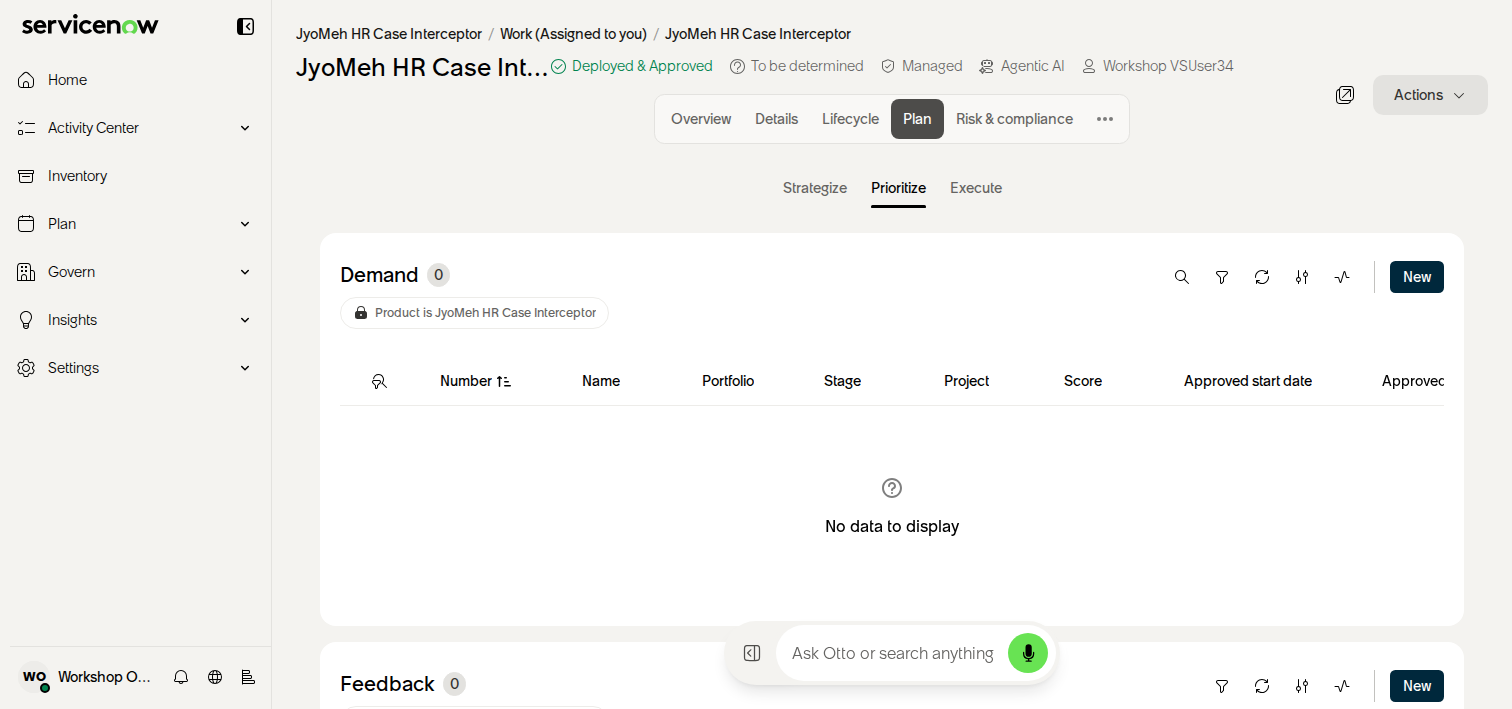 servicenow
Home
Activity Center
Inventory
Plan
Govern
Insights
Settings
WO Workshop O...
JyoMeh HR Case Interceptor / Work (Assigned to you) / JyoMeh HR Case Interceptor
JyoMeh HR Case Int... Deployed & Approved To be determined Managed Agentic AI Workshop VSUser34
Actions
Overview Details Lifecycle Plan Risk & compliance
Strategize Prioritize Execute
Demand 0
New
Product is JyoMeh HR Case Interceptor
Number Name Portfolio Stage Project Score Approved start date Approved
No data to display
Ask Otto or search anything
Feedback 0
New